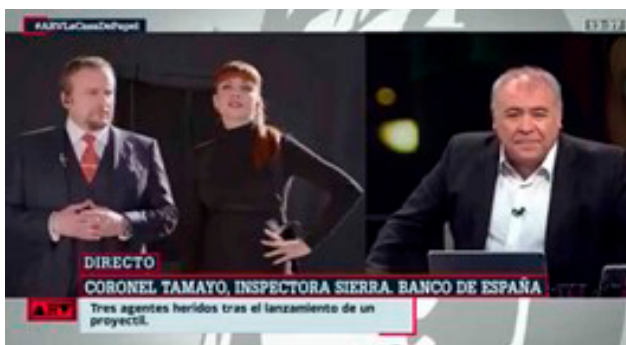 #ARVLaCasaDePapel
DIRECTO
CORONEL TAMAYO, INSPECTORA SIERRA. BANCO DE ESPAÑA
ARV
Tres agentes heridos tras el lanzamiento de un
proyectil.